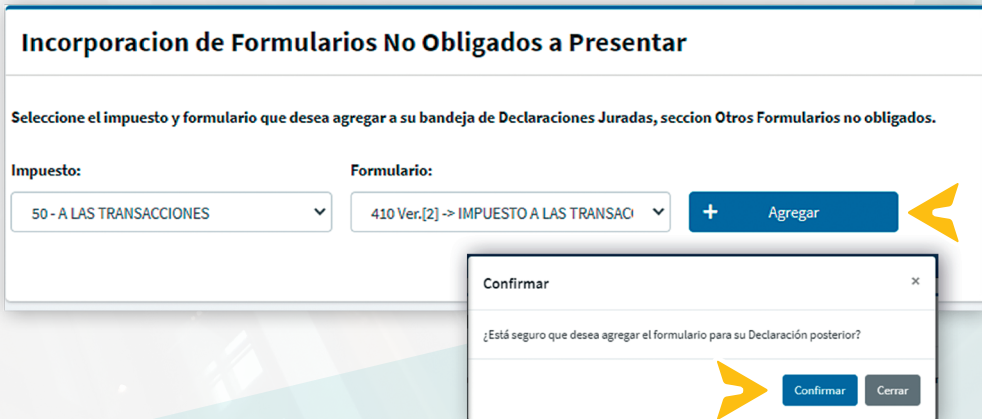 Incorporacion de Formularios No Obligados a Presentar
Seleccione el impuesto y formulario que desea agregar a su bandeja de Declaraciones Juradas, seccion Otros Formularios no obligados.
Impuesto: Formulario:
50 - A LAS TRANSACCIONES 410 Ver.[2] -> IMPUESTO A LAS TRANSAC + Agregar
Confirmar ×
¿Está seguro que desea agregar el formulario para su Declaración posterior?
Confirmar Cerrar